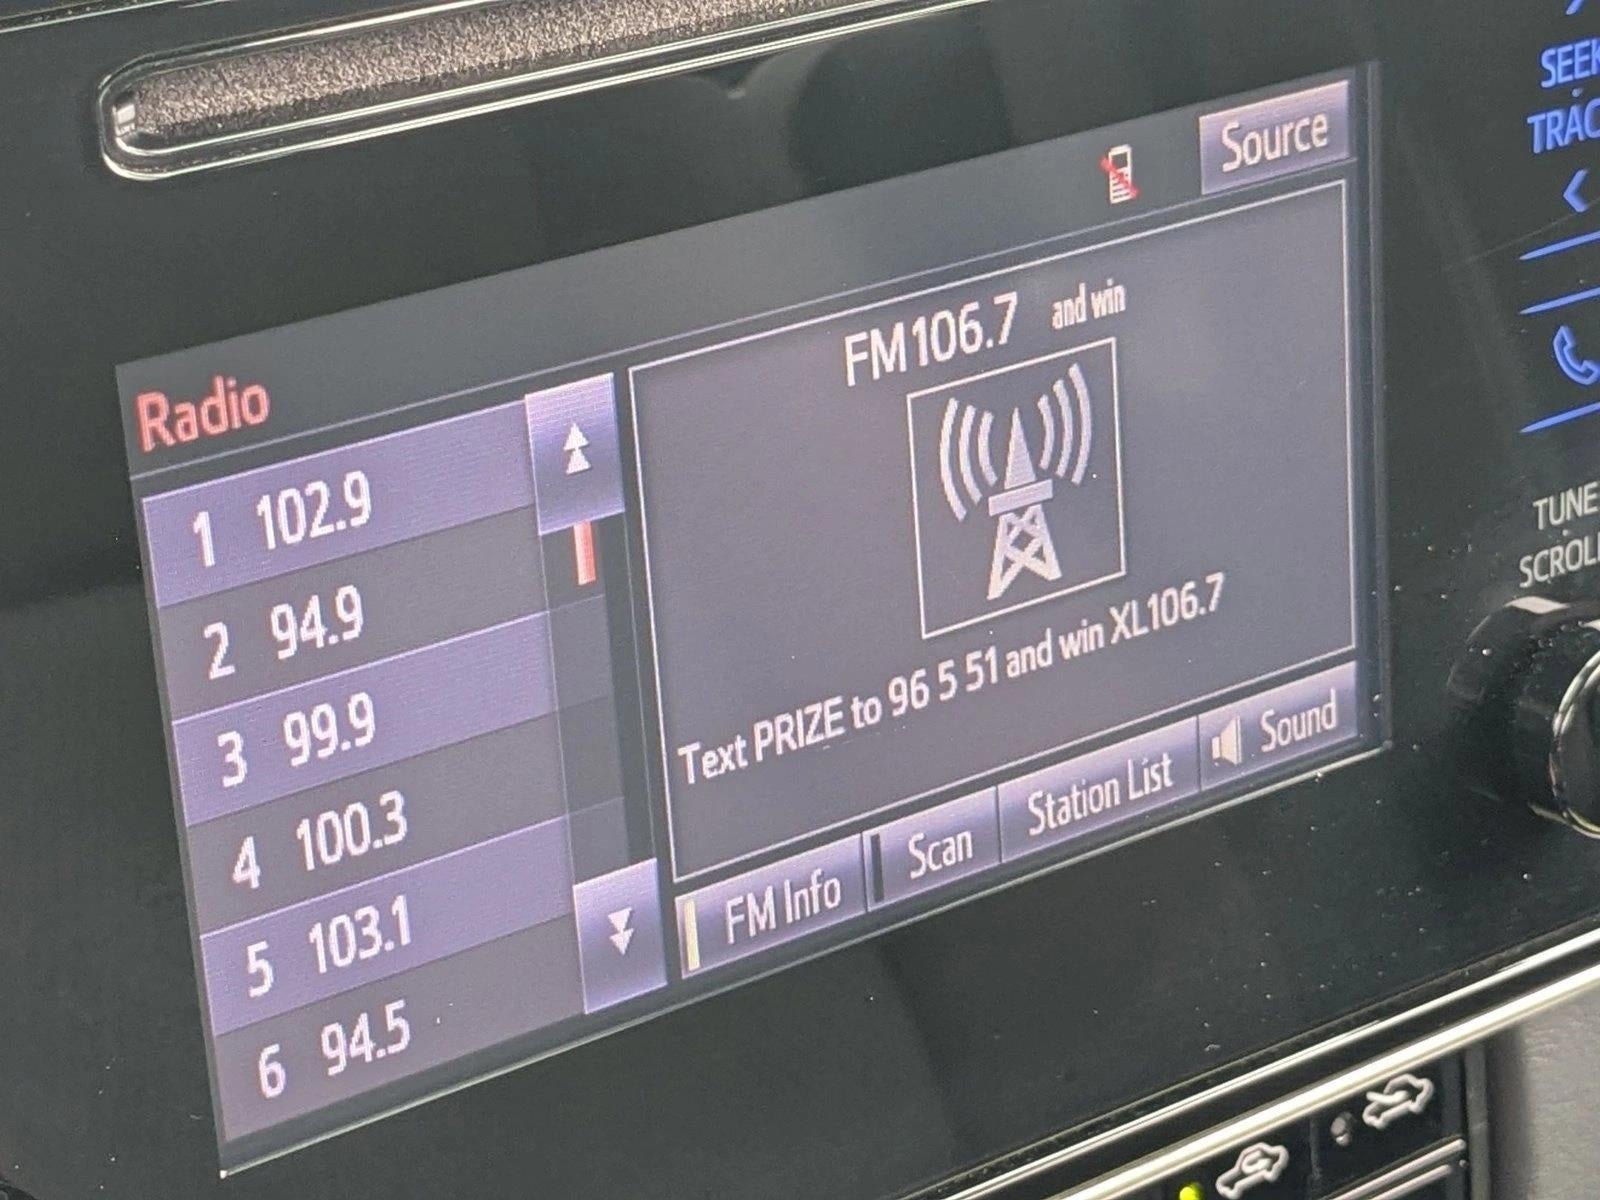 Source
SEEK
TRAC
Radio
FM106.7 and win
1 102.9
2 94.9
3 99.9
4 100.3
5 103.1
6 94.5
Text PRIZE to 96 5 51 and win XL106.7
FM Info
Scan
Station List
Sound
TUNE
SCROLL